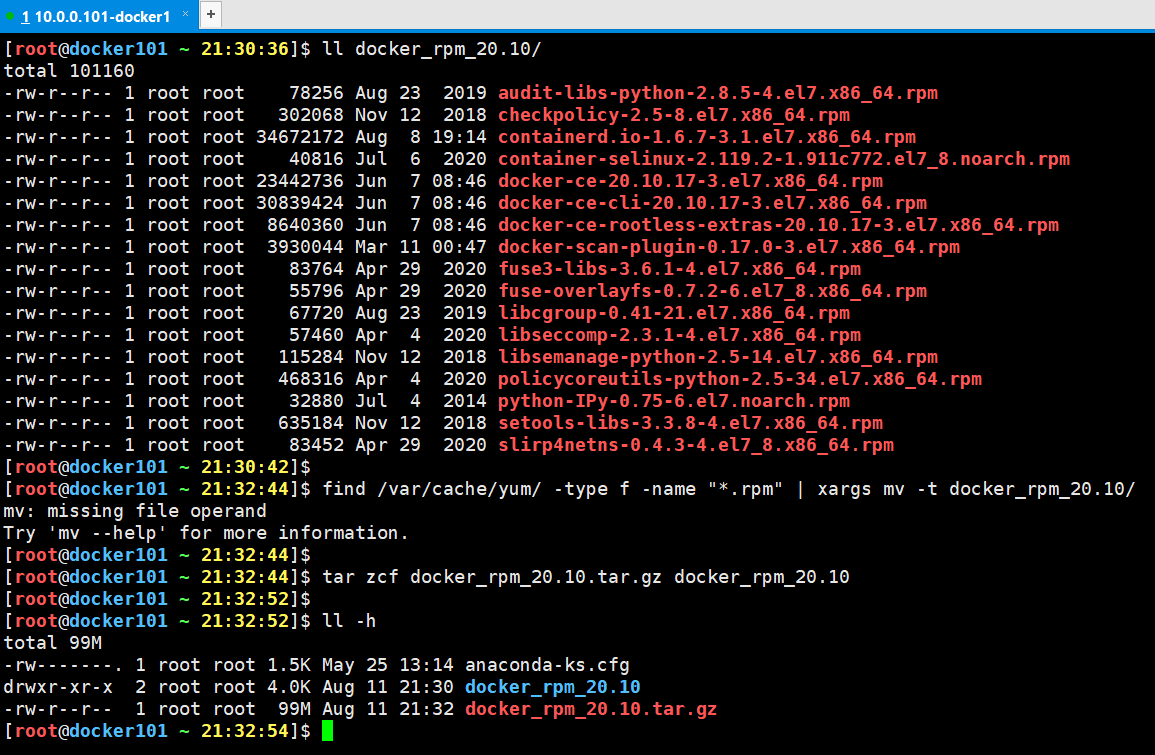 1 10.0.0.101-docker1 × +
[root@docker101 ~ 21:30:36]$ ll docker_rpm_20.10/
total 101160
-rw-r--r-- 1 root root    78256 Aug 23  2019 audit-libs-python-2.8.5-4.el7.x86_64.rpm
-rw-r--r-- 1 root root   302068 Nov 12  2018 checkpolicy-2.5-8.el7.x86_64.rpm
-rw-r--r-- 1 root root 34672172 Aug  8 19:14 containerd.io-1.6.7-3.1.el7.x86_64.rpm
-rw-r--r-- 1 root root    40816 Jul  6  2020 container-selinux-2.119.2-1.911c772.el7_8.noarch.rpm
-rw-r--r-- 1 root root 23442736 Jun  7 08:46 docker-ce-20.10.17-3.el7.x86_64.rpm
-rw-r--r-- 1 root root 30839424 Jun  7 08:46 docker-ce-cli-20.10.17-3.el7.x86_64.rpm
-rw-r--r-- 1 root root  8640360 Jun  7 08:46 docker-ce-rootless-extras-20.10.17-3.el7.x86_64.rpm
-rw-r--r-- 1 root root  3930044 Mar 11 00:47 docker-scan-plugin-0.17.0-3.el7.x86_64.rpm
-rw-r--r-- 1 root root    83764 Apr 29  2020 fuse3-libs-3.6.1-4.el7.x86_64.rpm
-rw-r--r-- 1 root root    55796 Apr 29  2020 fuse-overlayfs-0.7.2-6.el7_8.x86_64.rpm
-rw-r--r-- 1 root root    67720 Aug 23  2019 libcgroup-0.41-21.el7.x86_64.rpm
-rw-r--r-- 1 root root    57460 Apr  4  2020 libseccomp-2.3.1-4.el7.x86_64.rpm
-rw-r--r-- 1 root root   115284 Nov 12  2018 libsemanage-python-2.5-14.el7.x86_64.rpm
-rw-r--r-- 1 root root   468316 Apr  4  2020 policycoreutils-python-2.5-34.el7.x86_64.rpm
-rw-r--r-- 1 root root    32880 Jul  4  2014 python-IPy-0.75-6.el7.noarch.rpm
-rw-r--r-- 1 root root   635184 Nov 12  2018 setools-libs-3.3.8-4.el7.x86_64.rpm
-rw-r--r-- 1 root root    83452 Apr 29  2020 slirp4netns-0.4.3-4.el7_8.x86_64.rpm
[root@docker101 ~ 21:30:42]$
[root@docker101 ~ 21:32:44]$ find /var/cache/yum/ -type f -name "*.rpm" | xargs mv -t docker_rpm_20.10/
mv: missing file operand
Try 'mv --help' for more information.
[root@docker101 ~ 21:32:44]$
[root@docker101 ~ 21:32:44]$ tar zcf docker_rpm_20.10.tar.gz docker_rpm_20.10
[root@docker101 ~ 21:32:52]$
[root@docker101 ~ 21:32:52]$ ll -h
total 99M
-rw-------. 1 root root 1.5K May 25 13:14 anaconda-ks.cfg
drwxr-xr-x  2 root root 4.0K Aug 11 21:30 docker_rpm_20.10
-rw-r--r--  1 root root  99M Aug 11 21:32 docker_rpm_20.10.tar.gz
[root@docker101 ~ 21:32:54]$